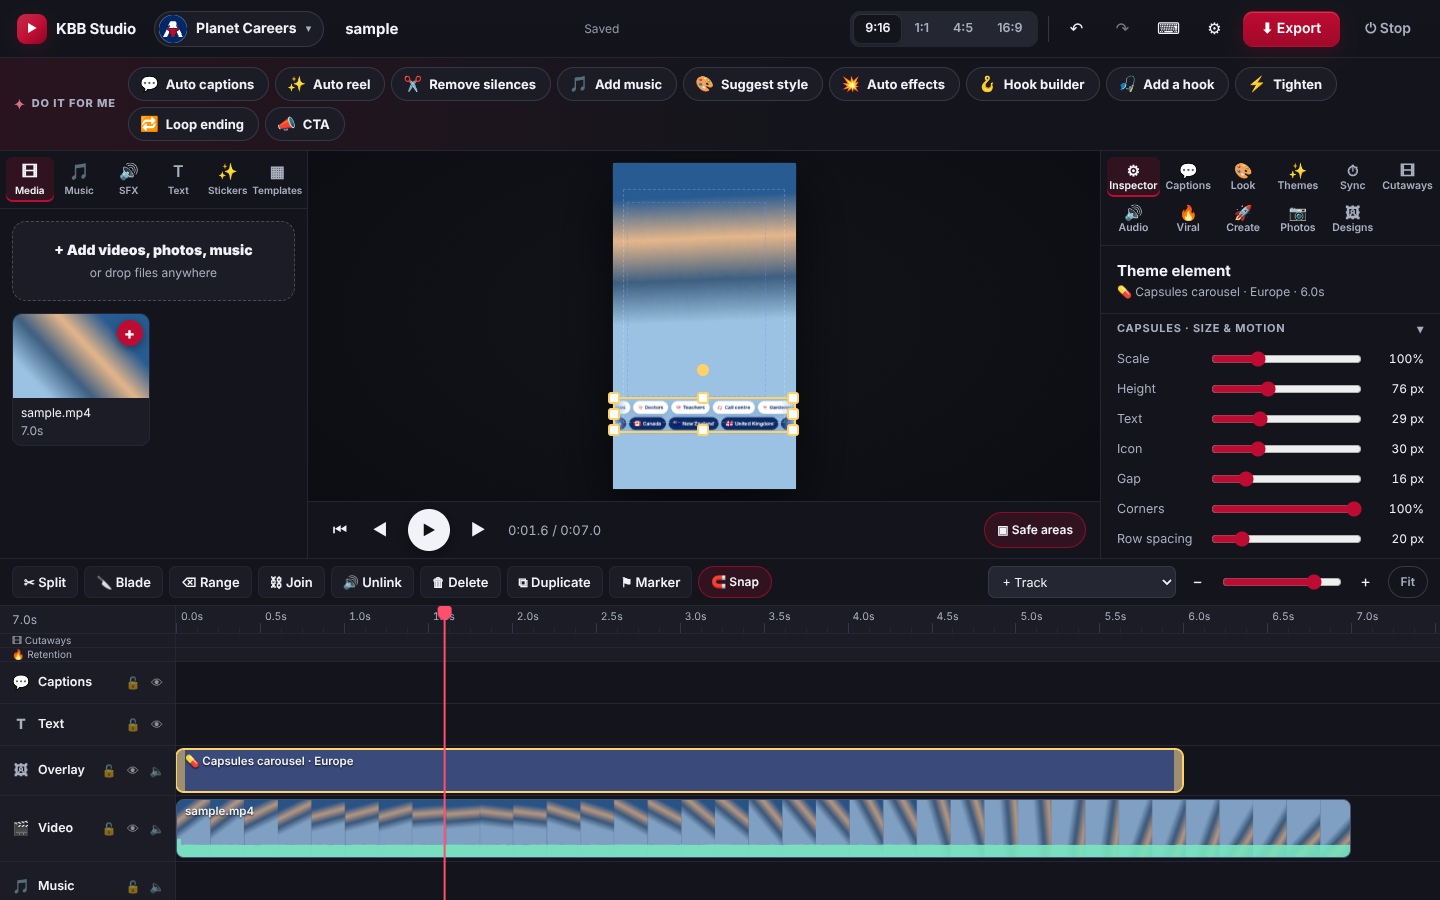 KBB Studio
Planet Careers
sample
Saved
9:16
1:1
4:5
16:9
Export
Stop
DO IT FOR ME
Auto captions
Auto reel
Remove silences
Add music
Suggest style
Auto effects
Hook builder
Add a hook
Tighten
Loop ending
CTA
Media
Music
SFX
Text
Stickers
Templates
+ Add videos, photos, music
or drop files anywhere
sample.mp4
7.0s
Doctors
Teachers
Call centre
Canada
United Kingdom
0:01.6 / 0:07.0
Safe areas
Inspector
Captions
Look
Themes
Sync
Cutaways
Audio
Viral
Create
Photos
Designs
Theme element
Capsules carousel · Europe · 6.0s
CAPSULES · SIZE & MOTION
Scale 100%
Height 76 px
Text 29 px
Icon 30 px
Gap 16 px
Corners 100%
Row spacing 20 px
Split
Blade
Range
Join
Unlink
Delete
Duplicate
Marker
Snap
+ Track
Fit
7.0s
0.0s
0.5s
1.0s
2.0s
2.5s
3.0s
3.5s
4.0s
4.5s
5.0s
5.5s
6.0s
6.5s
7.0s
Cutaways
Retention
Captions
Text
Overlay
Capsules carousel · Europe
Video
sample.mp4
Music